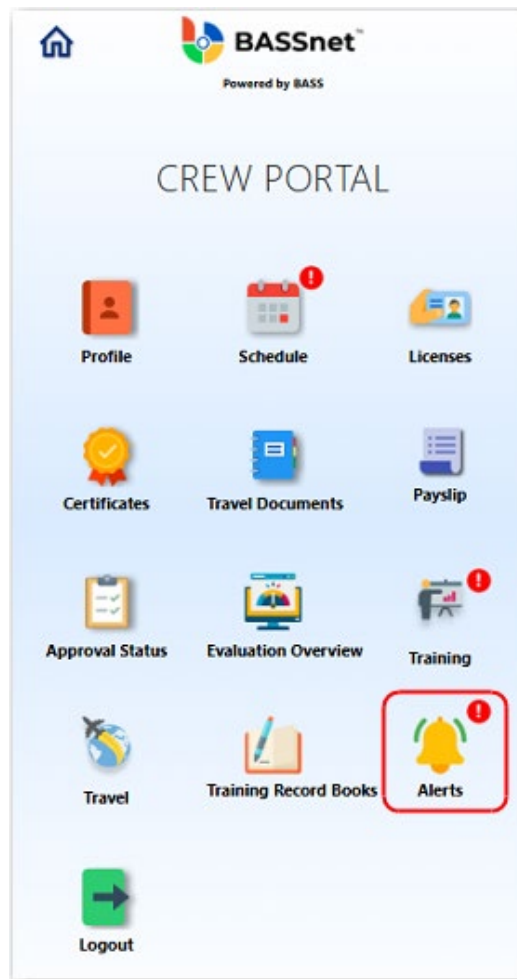 BASSnet™
Powered by BASS
CREW PORTAL
Profile
Schedule
Licenses
Certificates
Travel Documents
Payslip
Approval Status
Evaluation Overview
Training
Travel
Training Record Books
Alerts
Logout